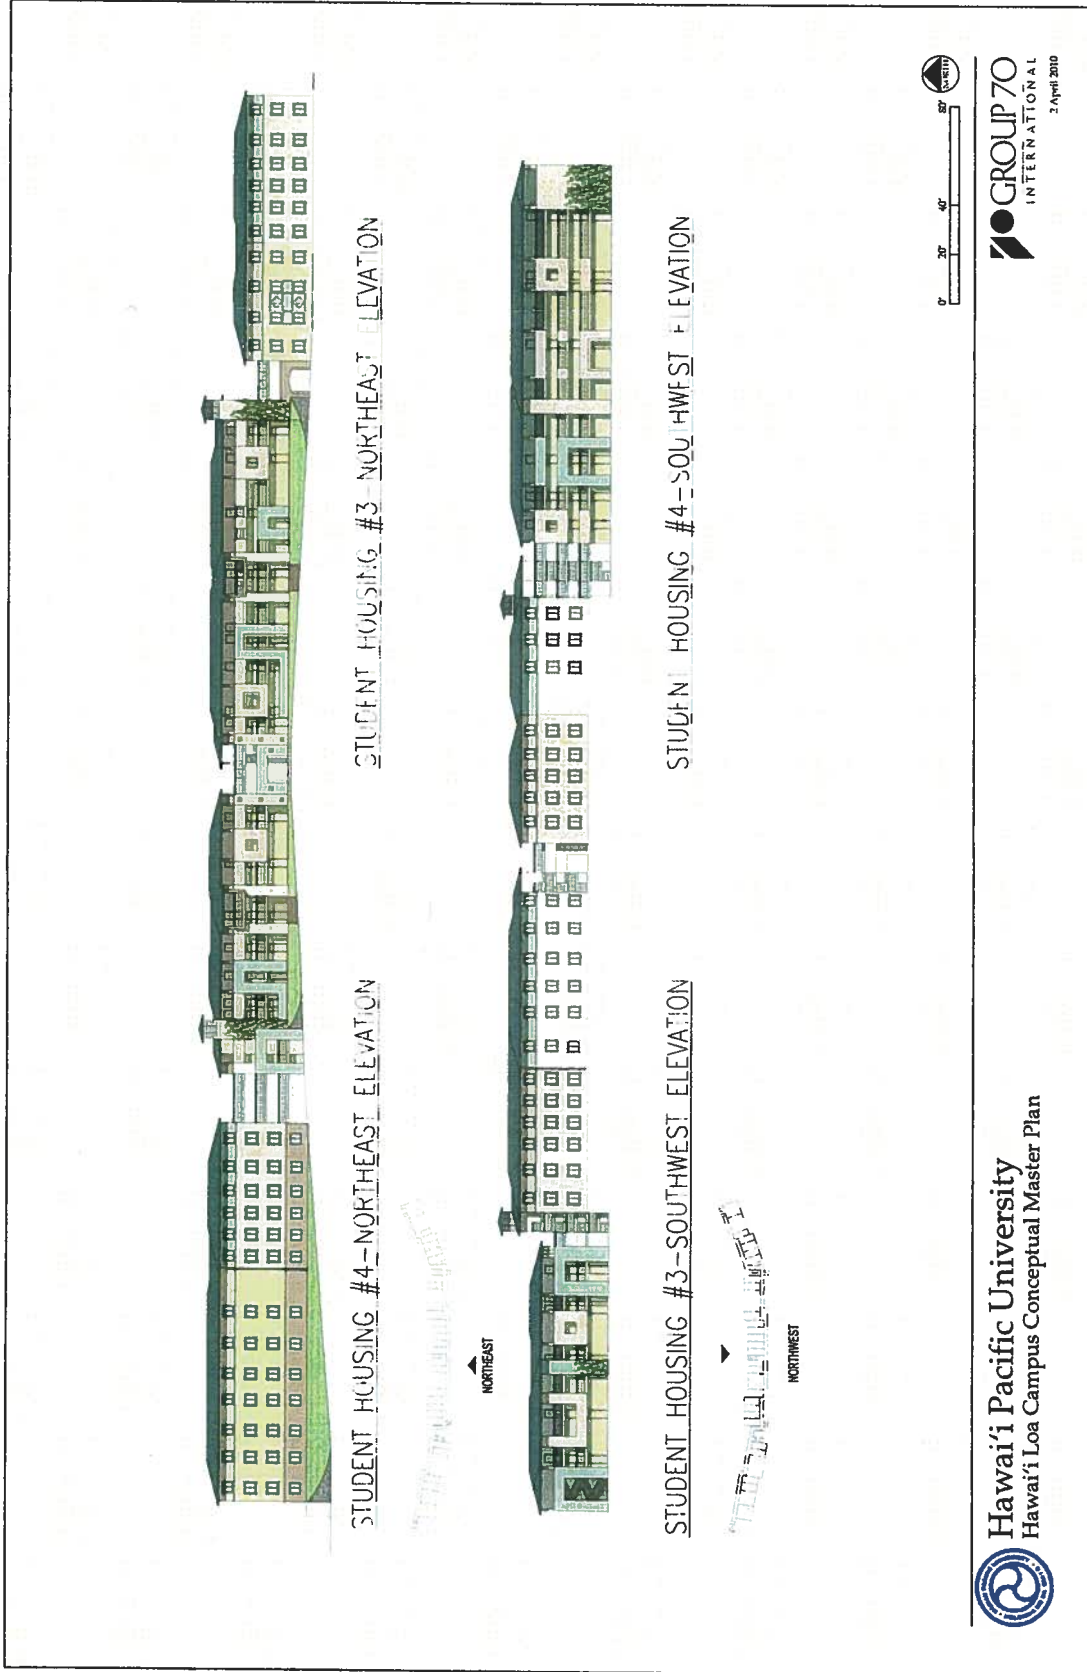 STUDENT HOUSING #4-NORTHEAST ELEVATION
STUDENT HOUSING #3-NORTHEAST ELEVATION
NORTHEAST
STUDENT HOUSING #3-SOUTHWEST ELEVATION
STUDENT HOUSING #4-SOUTHWEST ELEVATION
NORTHWEST
0' 20' 40' 80'
Hawai'i Pacific University
Hawai'i Loa Campus Conceptual Master Plan
GROUP 70
INTERNATIONAL
2 April 2010